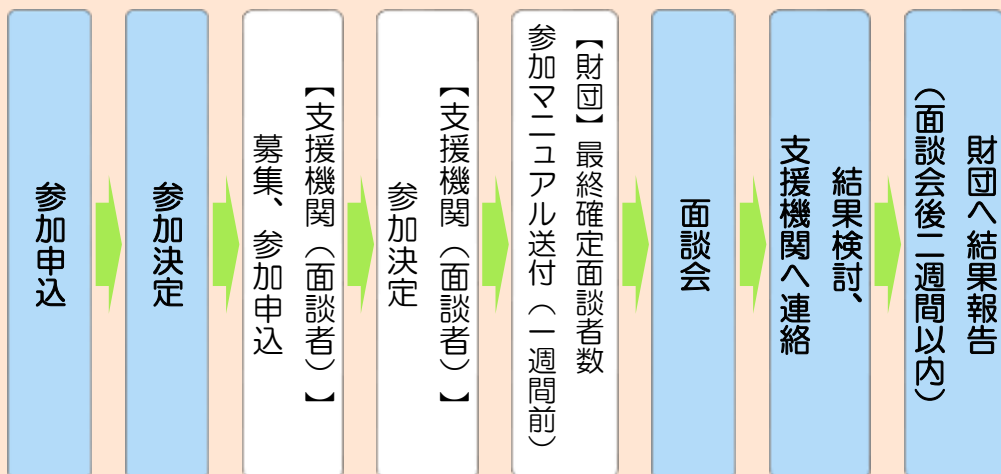 参加申込
参加決定
【支援機関（面談者）】
募集、参加申込
【支援機関（面談者）】
参加決定
【財団】最終確定面談者数
参加マニュアル送付（一週間前）
面談会
結果検討、
支援機関へ連絡
財団へ結果報告
（面談会後二週間以内）